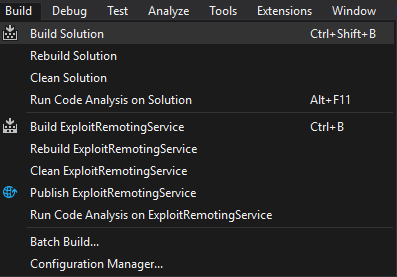 Build Debug Test Analyze Tools Extensions Window
Build Solution Ctrl+Shift+B
Rebuild Solution
Clean Solution
Run Code Analysis on Solution Alt+F11
Build ExploitRemotingService Ctrl+B
Rebuild ExploitRemotingService
Clean ExploitRemotingService
Publish ExploitRemotingService
Run Code Analysis on ExploitRemotingService
Batch Build...
Configuration Manager...